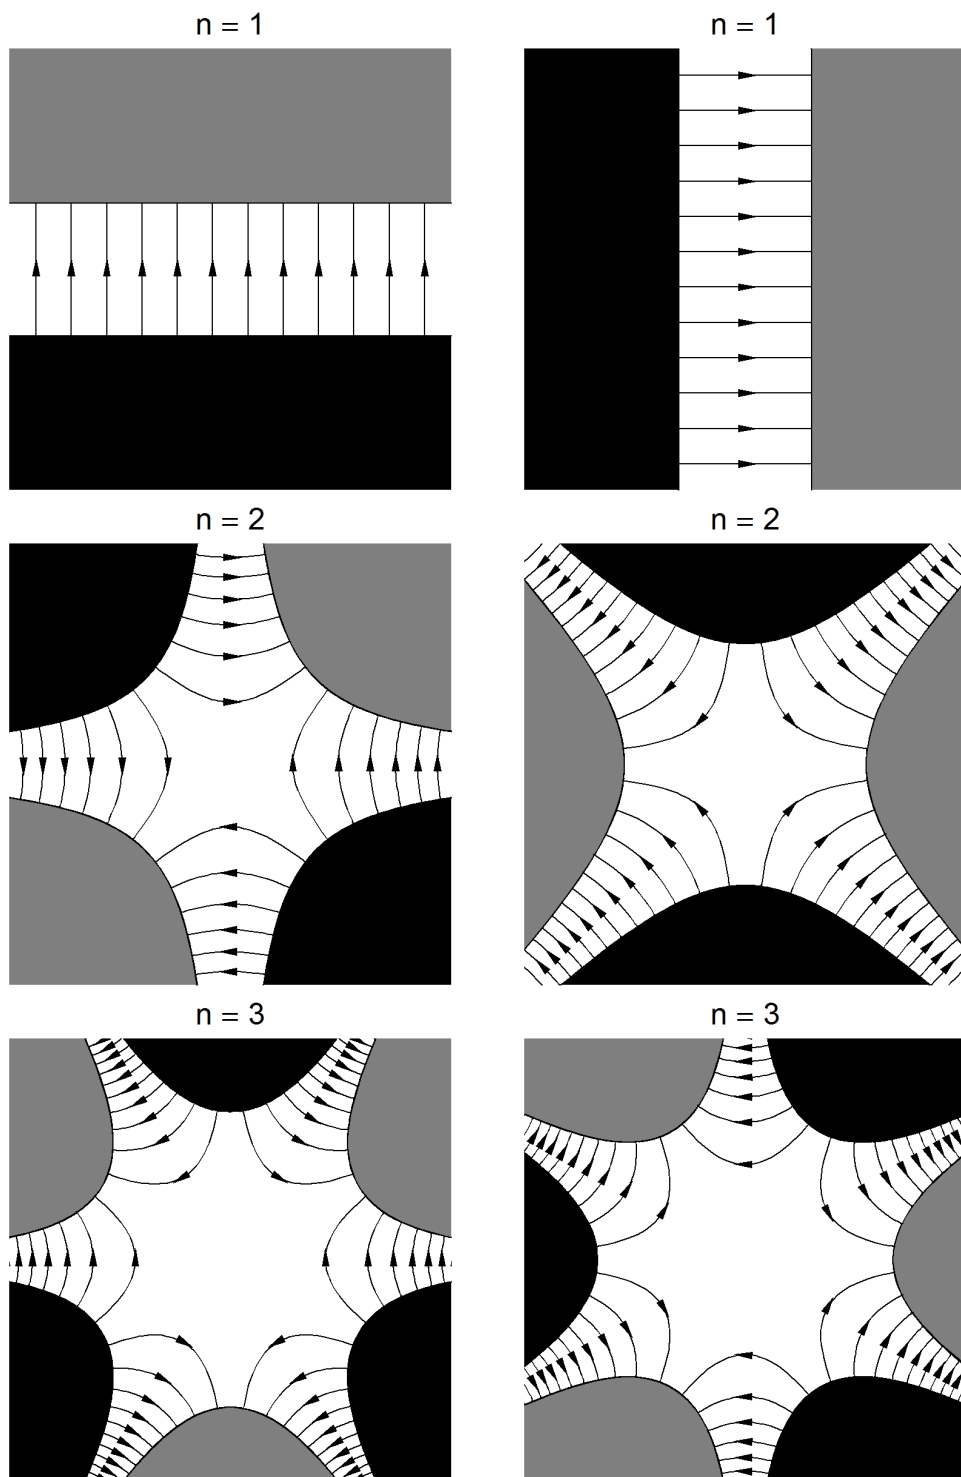 n = 1
n = 1
n = 2
n = 2
n = 3
n = 3